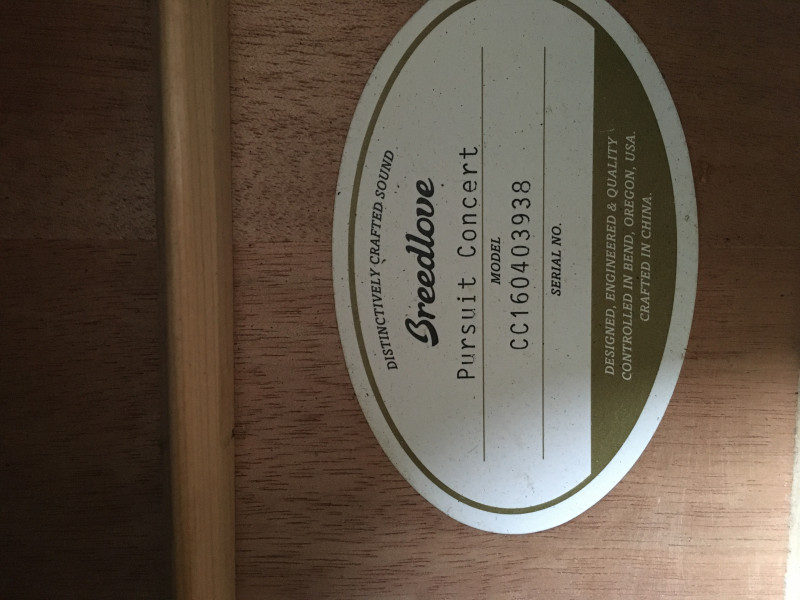 DISTINCTIVELY CRAFTED SOUND
Breedlove
Pursuit Concert
MODEL
CC160403938
SERIAL NO.
DESIGNED, ENGINEERED & QUALITY
CONTROLLED IN BEND, OREGON, USA.
CRAFTED IN CHINA.